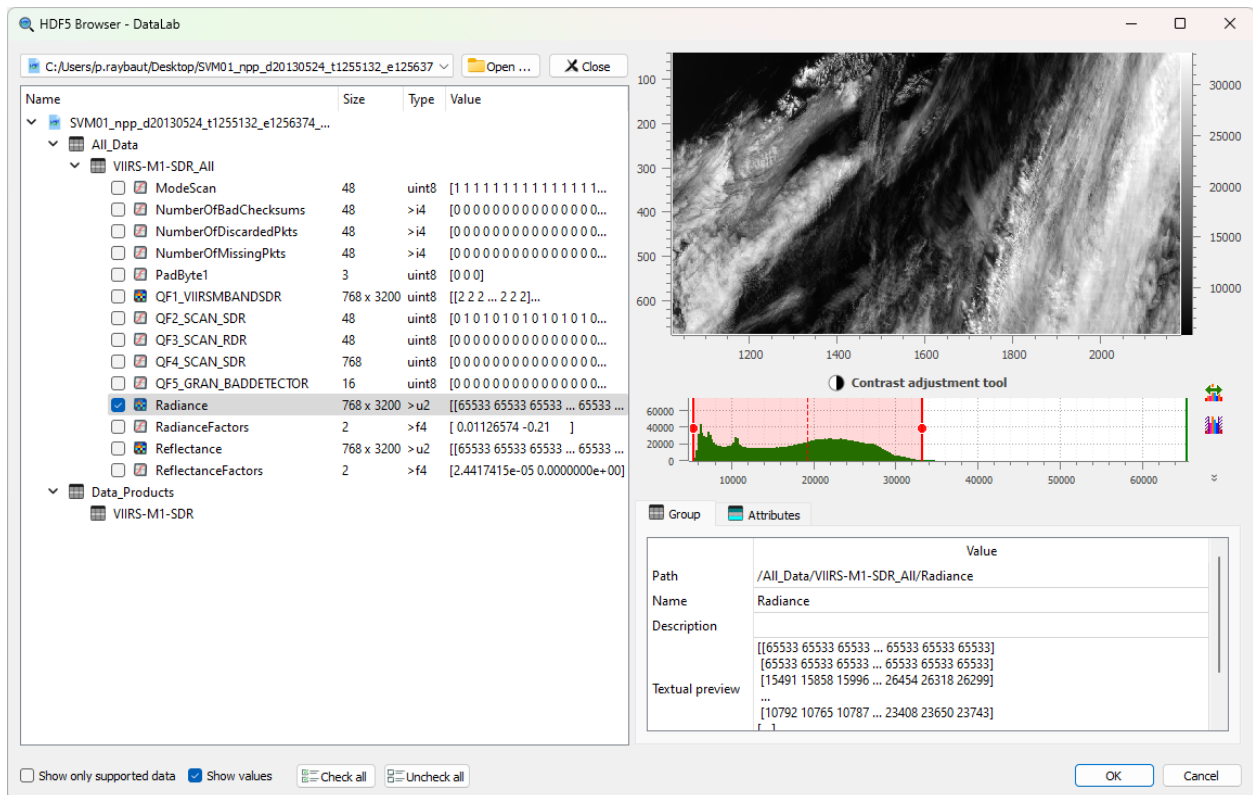 HDF5 Browser - DataLab
C:/Users/p.raybaut/Desktop/SVM01_npp_d20130524_t1255132_e125637
Open ...
Close
Name Size Type Value
SVM01_npp_d20130524_t1255132_e1256374_...
All_Data
VIIRS-M1-SDR_All
ModeScan 48 uint8 [1 1 1 1 1 1 1 1 1 1 1 1 1 1 1...
NumberOfBadChecksums 48 >i4 [0 0 0 0 0 0 0 0 0 0 0 0 0 0 0...
NumberOfDiscardedPkts 48 >i4 [0 0 0 0 0 0 0 0 0 0 0 0 0 0 0...
NumberOfMissingPkts 48 >i4 [0 0 0 0 0 0 0 0 0 0 0 0 0 0 0...
PadByte1 3 uint8 [0 0 0]
QF1_VIIRSMBANDSDR 768 x 3200 uint8 [[2 2 2 ... 2 2 2]...
QF2_SCAN_SDR 48 uint8 [0 1 0 1 0 1 0 1 0 1 0 1 0 1 0...
QF3_SCAN_RDR 48 uint8 [0 0 0 0 0 0 0 0 0 0 0 0 0 0 0...
QF4_SCAN_SDR 768 uint8 [0 0 0 0 0 0 0 0 0 0 0 0 0 0 0...
QF5_GRAN_BADDETECTOR 16 uint8 [0 0 0 0 0 0 0 0 0 0 0 0 0 0 0...
Radiance 768 x 3200 >u2 [[65533 65533 65533 ... 65533 ...
RadianceFactors 2 >f4 [ 0.01126574 -0.21 ]
Reflectance 768 x 3200 >u2 [[65533 65533 65533 ... 65533 ...
ReflectanceFactors 2 >f4 [2.4417415e-05 0.0000000e+00]
Data_Products
VIIRS-M1-SDR
100
200
300
400
500
600
1200 1400 1600 1800 2000
30000
25000
20000
15000
10000
Contrast adjustment tool
60000
40000
20000
0
10000 20000 30000 40000 50000 60000
Group Attributes
Value
Path /All_Data/VIIRS-M1-SDR_All/Radiance
Name Radiance
Description
Textual preview
[[65533 65533 65533 ... 65533 65533 65533]
[65533 65533 65533 ... 65533 65533 65533]
[15491 15858 15996 ... 26454 26318 26299]
...
[10792 10765 10787 ... 23408 23650 23743]
[...]
Show only supported data Show values Check all Uncheck all
OK Cancel